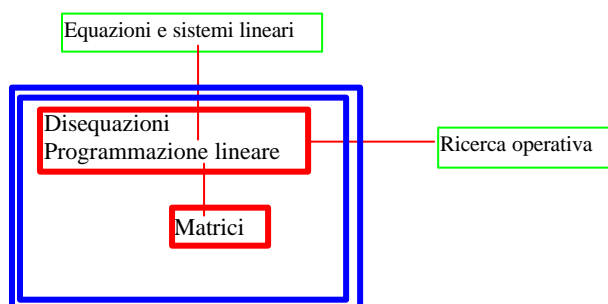 Equazioni e sistemi lineari
Disequazioni
Programmazione lineare
Ricerca operativa
Matrici